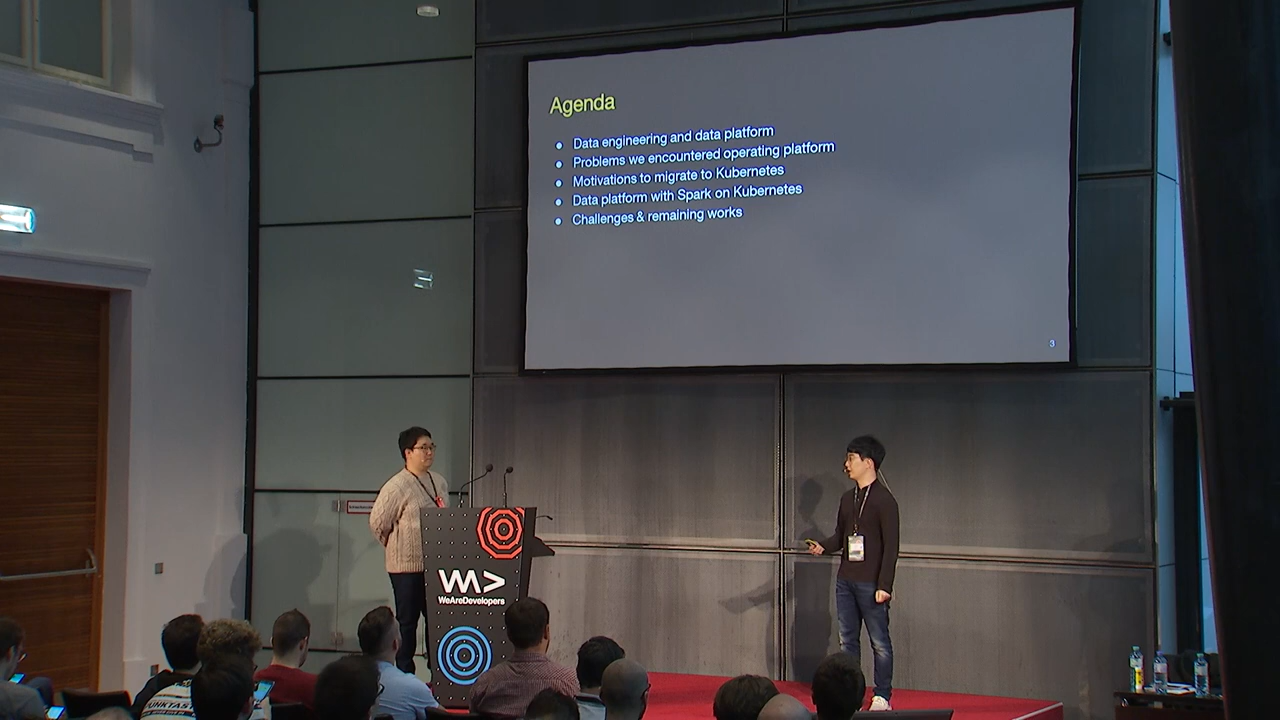 Agenda
● Data engineering and data platform
● Problems we encountered operating platform
● Motivations to migrate to Kubernetes
● Data platform with Spark on Kubernetes
● Challenges & remaining works
3
WeAreDevelopers